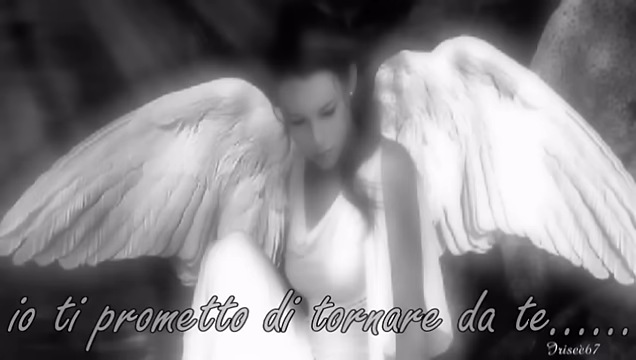 io ti prometto di tornare da te......
Irisee67